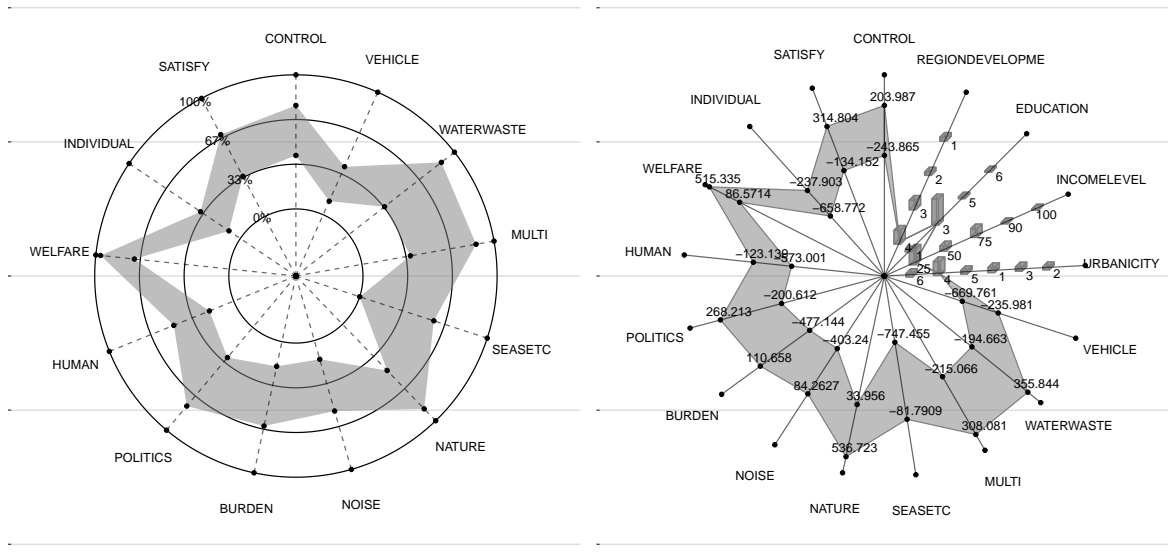 CONTROL
VEHICLE
SATISFY
100%
WATERWASTE
67%
INDIVIDUAL
33%
0%
MULTI
WELFARE
SEASETC
HUMAN
NATURE
POLITICS
NOISE
BURDEN
CONTROL
SATISFY
REGIONDEVELOPME
INDIVIDUAL
203.987
EDUCATION
314.804
1
−243.865
WELFARE
−134.152
2
6
515.335
−237.903
INCOMELEVEL
86.5714
5
−658.772
3
100
3
90
75
4
HUMAN
1
50
−123.139
−573.001
25
URBANICITY
6
4
5
1
3
2
−669.761
−200.612
−235.981
268.213
POLITICS
−477.144
−747.455
−194.663
VEHICLE
−403.24
110.658
−215.066
84.2627
33.956
355.844
BURDEN
−81.7909
308.081
WATERWASTE
536.723
NOISE
MULTI
NATURE
SEASETC